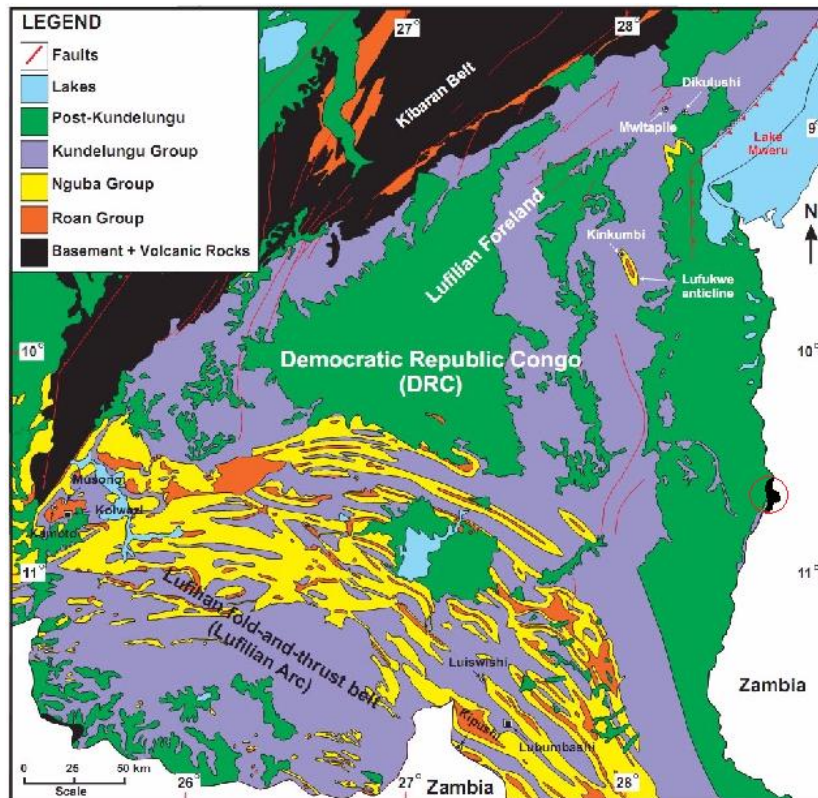 LEGEND
Faults
Lakes
Post-Kundelungu
Kundelungu Group
Nguba Group
Roan Group
Basement + Volcanic Rocks
27°
28°
Kibaran Belt
Dikulushi
Mwitapile
Lake
Mweru
9°
N
Kinkumbi
Lufukwe
anticline
Lufilian Foreland
10°
10°
Democratic Republic Congo
(DRC)
Musonoi
Kolwezi
Kamoto
11°
11°
Lufilian fold-and-thrust belt
(Lufilian Arc)
Luiswishi
Kipushi
Lubumbashi
Zambia
Zambia
0 25 50 km
Scale
26°
27°
28°